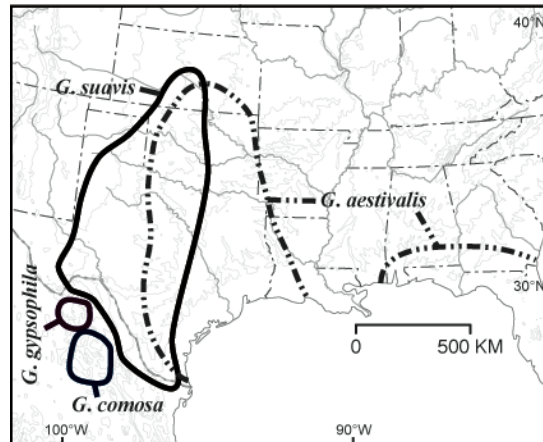 40°N
G. suavis
G. aestivalis
G. gypsophila
30°N
0 500 KM
G. comosa
100°W 90°W